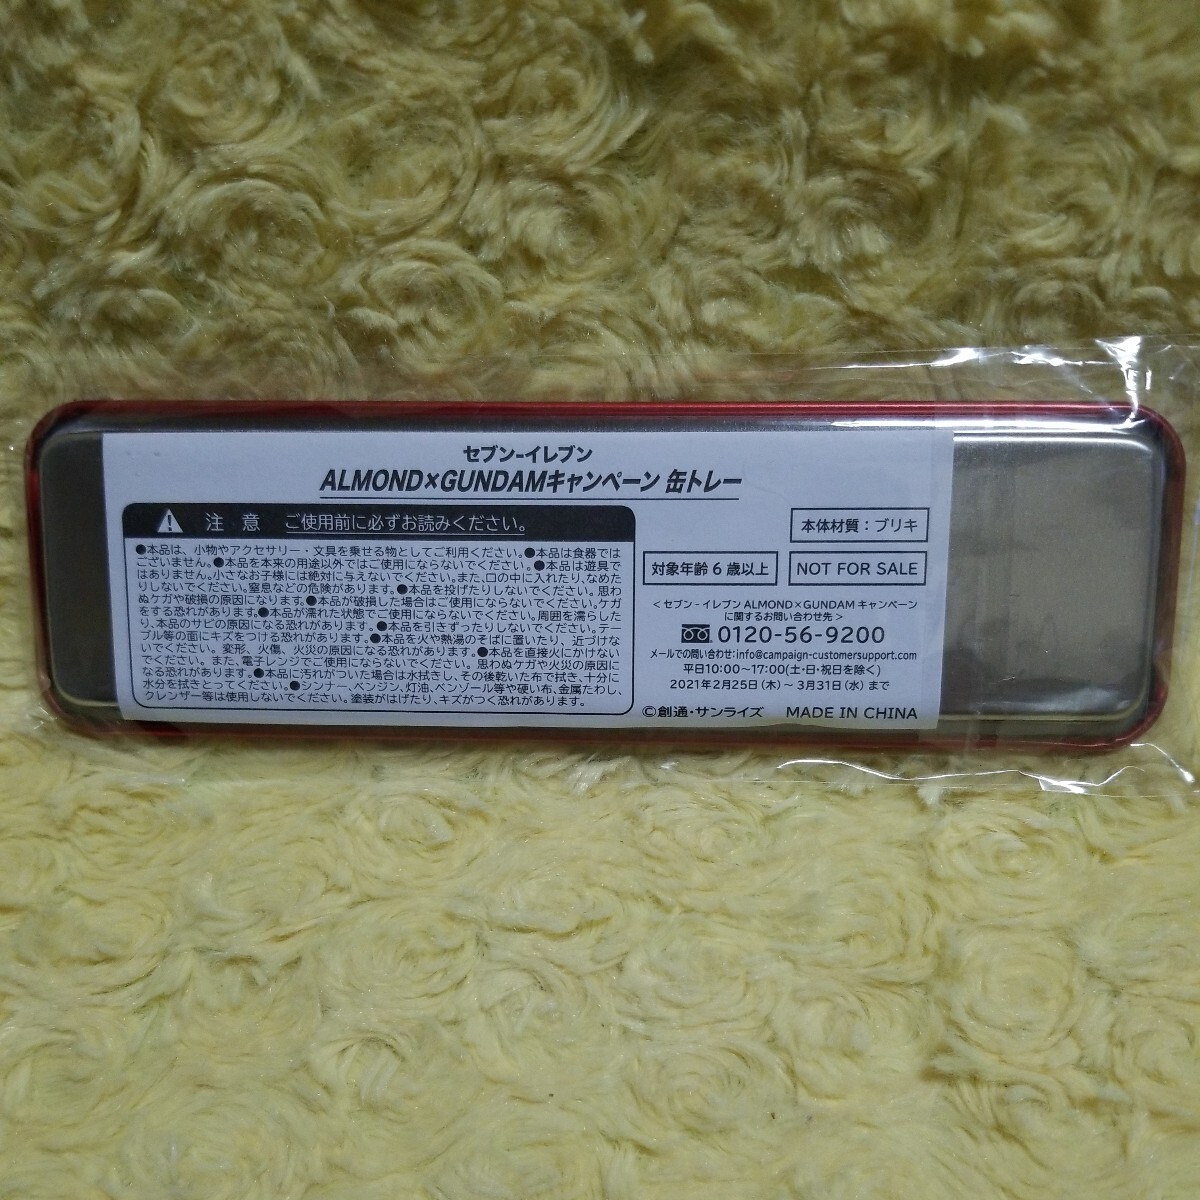 セブン-イレブン
ALMOND×GUNDAMキャンペーン 缶トレー
注 意 ご使用前に必ずお読みください。
●本品は、小物やアクセサリー・文具を乗せる物としてご利用ください。●本品は食器では
ございません。●本品を本来の用途以外ではご使用にならないでください。●本品は遊具で
はありません。小さなお子様には絶対に与えないでください。また、口の中に入れたり、なめた
りしないでください。窒息などの危険があります。●本品を投げたりしないでください。思わ
ぬケガや破損の原因になります。●本品が破損した場合はご使用にならないでください。ケガ
をする恐れがあります。●本品が濡れた状態でご使用にならないでください。周囲を濡らした
り、本品のサビの原因になる恐れがあります。●本品を引きずったりしないでください。テー
ブル等の面にキズをつける恐れがあります。●本品を火や熱湯のそばに置いたり、近づけな
いでください。変形、火傷、火災の原因になる恐れがあります。●本品を直接火にかけない
でください。また、電子レンジでご使用にならないでください。思わぬケガや火災の原因に
なる恐れがあります。●本品に汚れがついた場合は水拭きし、その後乾いた布で拭き、十分に
水分を拭きとってください。●シンナー、ベンジン、灯油、ベンゾール等や硬い布、金属たわし、
クレンザー等は使用しないでください。塗装がはげたり、キズがつく恐れがあります。
本体材質：ブリキ
対象年齢6歳以上
NOT FOR SALE
<セブン-イレブン ALMOND×GUNDAM キャンペーン
に関するお問い合わせ先>
0120-56-9200
メールでの問い合わせ:info@campaign-customersupport.com
平日10:00～17:00(土・日・祝日を除く)
2021年2月25日(木)～3月31日(水)まで
©創通・サンライズ MADE IN CHINA